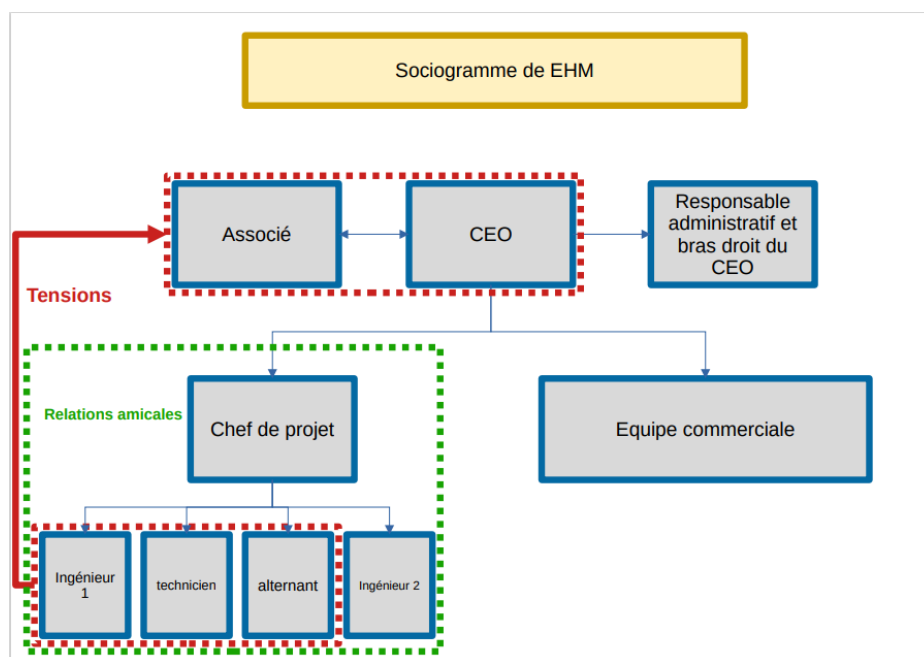 Sociogramme de EHM
Associé
CEO
Responsable
administratif et
bras droit du
CEO
Tensions
Relations amicales
Chef de projet
Equipe commerciale
Ingénieur
1
technicien
alternant
Ingénieur 2